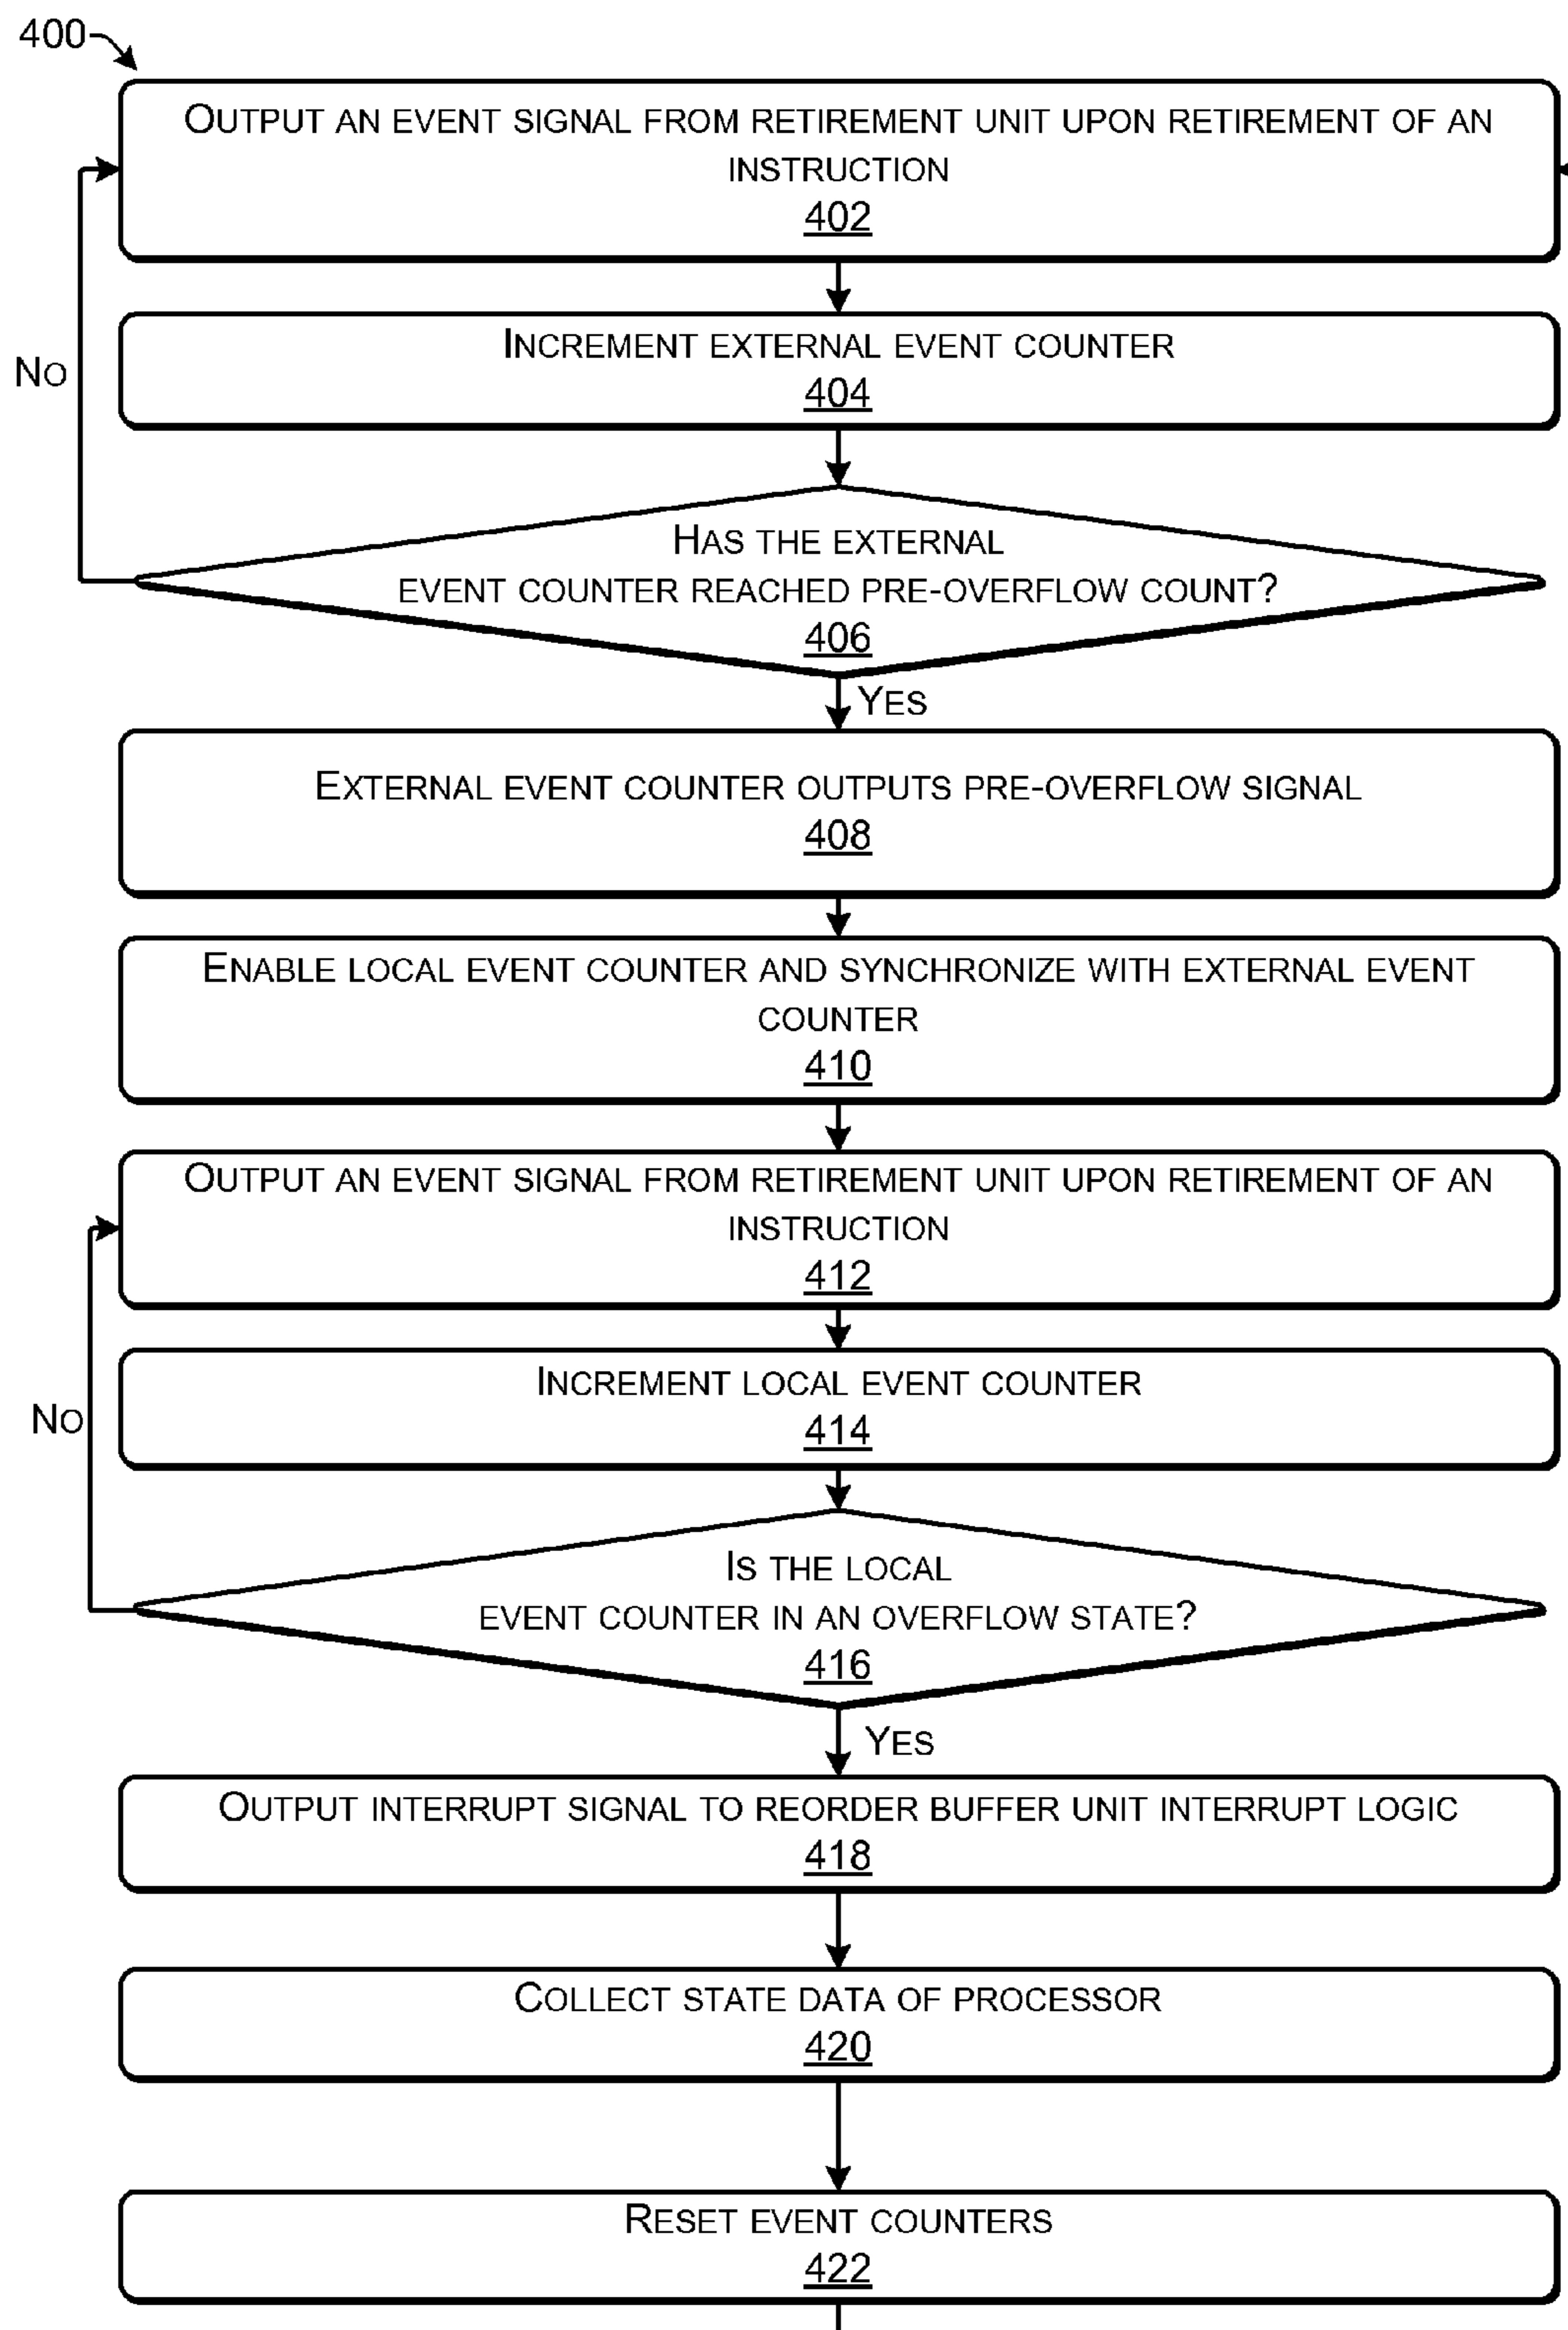 400
OUTPUT AN EVENT SIGNAL FROM RETIREMENT UNIT UPON RETIREMENT OF AN
INSTRUCTION
402
INCREMENT EXTERNAL EVENT COUNTER
404
NO
HAS THE EXTERNAL
EVENT COUNTER REACHED PRE-OVERFLOW COUNT?
406
YES
EXTERNAL EVENT COUNTER OUTPUTS PRE-OVERFLOW SIGNAL
408
ENABLE LOCAL EVENT COUNTER AND SYNCHRONIZE WITH EXTERNAL EVENT
COUNTER
410
OUTPUT AN EVENT SIGNAL FROM RETIREMENT UNIT UPON RETIREMENT OF AN
INSTRUCTION
412
INCREMENT LOCAL EVENT COUNTER
414
NO
IS THE LOCAL
EVENT COUNTER IN AN OVERFLOW STATE?
416
YES
OUTPUT INTERRUPT SIGNAL TO REORDER BUFFER UNIT INTERRUPT LOGIC
418
COLLECT STATE DATA OF PROCESSOR
420
RESET EVENT COUNTERS
422